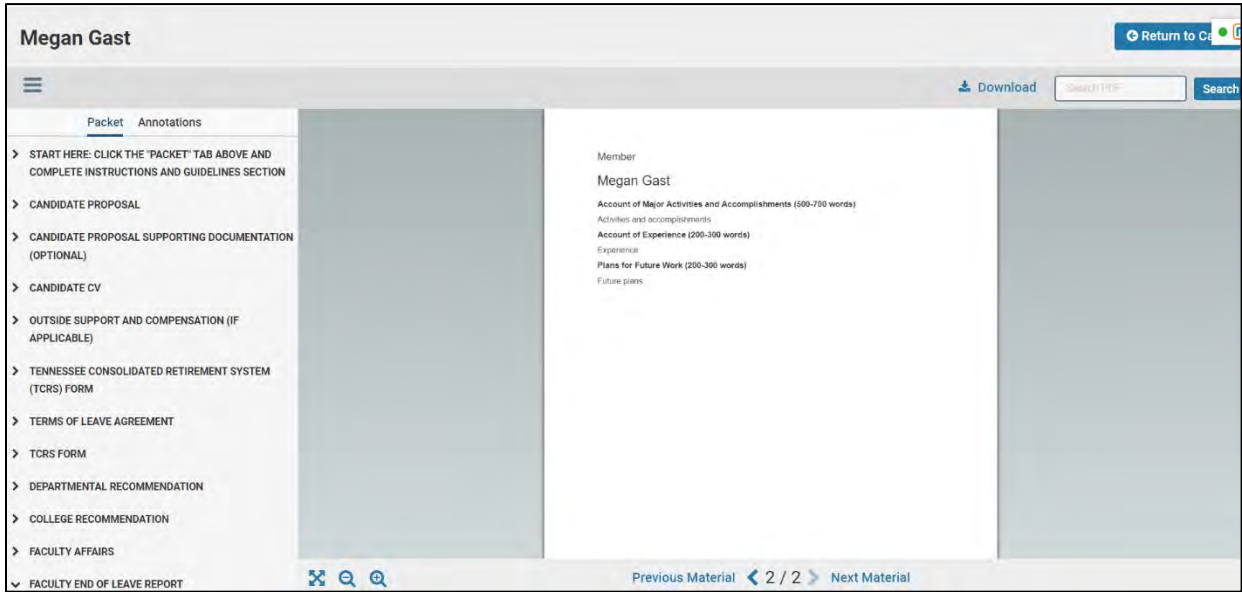 Megan Gast
Return to Ca
Download
Search PDF
Search
Packet Annotations
START HERE: CLICK THE "PACKET" TAB ABOVE AND
COMPLETE INSTRUCTIONS AND GUIDELINES SECTION
CANDIDATE PROPOSAL
CANDIDATE PROPOSAL SUPPORTING DOCUMENTATION
(OPTIONAL)
CANDIDATE CV
OUTSIDE SUPPORT AND COMPENSATION (IF
APPLICABLE)
TENNESSEE CONSOLIDATED RETIREMENT SYSTEM
(TCRS) FORM
TERMS OF LEAVE AGREEMENT
TCRS FORM
DEPARTMENTAL RECOMMENDATION
COLLEGE RECOMMENDATION
FACULTY AFFAIRS
FACULTY END OF LEAVE REPORT
Member
Megan Gast
Account of Major Activities and Accomplishments (500-700 words)
Activities and accomplishments
Account of Experience (200-300 words)
Experience
Plans for Future Work (200-300 words)
Future plans
Previous Material 2 / 2 Next Material